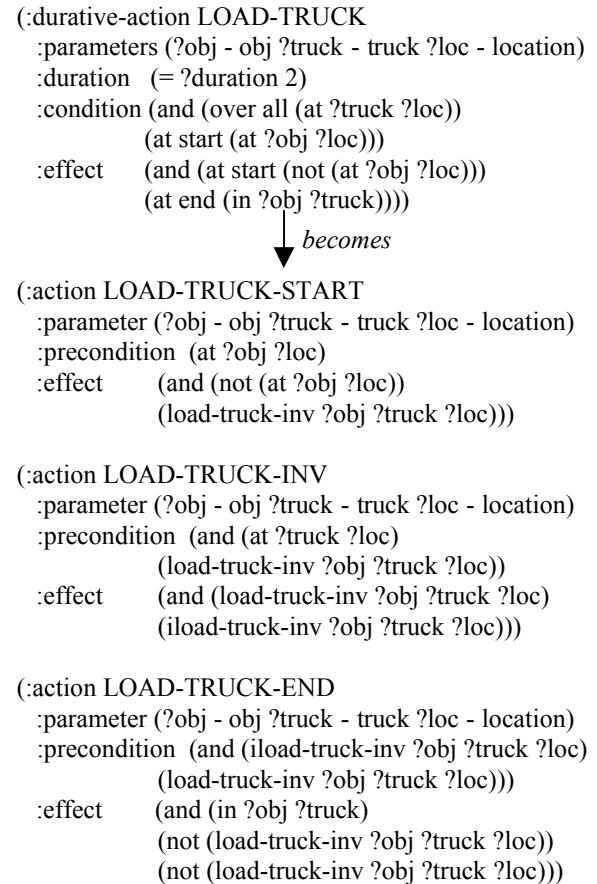 (:durative-action LOAD-TRUCK
:parameters (?obj - obj ?truck - truck ?loc - location)
:duration (= ?duration 2)
:condition (and (over all (at ?truck ?loc))
(at start (at ?obj ?loc)))
:effect (and (at start (not (at ?obj ?loc)))
(at end (in ?obj ?truck))))
becomes
(:action LOAD-TRUCK-START
:parameter (?obj - obj ?truck - truck ?loc - location)
:precondition (at ?obj ?loc)
:effect (and (not (at ?obj ?loc))
(load-truck-inv ?obj ?truck ?loc)))
(:action LOAD-TRUCK-INV
:parameter (?obj - obj ?truck - truck ?loc - location)
:precondition (and (at ?truck ?loc)
(load-truck-inv ?obj ?truck ?loc))
:effect (and (load-truck-inv ?obj ?truck ?loc)
(iload-truck-inv ?obj ?truck ?loc)))
(:action LOAD-TRUCK-END
:parameter (?obj - obj ?truck - truck ?loc - location)
:precondition (and (iload-truck-inv ?obj ?truck ?loc)
(load-truck-inv ?obj ?truck ?loc)))
:effect (and (in ?obj ?truck)
(not (load-truck-inv ?obj ?truck ?loc))
(not (load-truck-inv ?obj ?truck ?loc)))